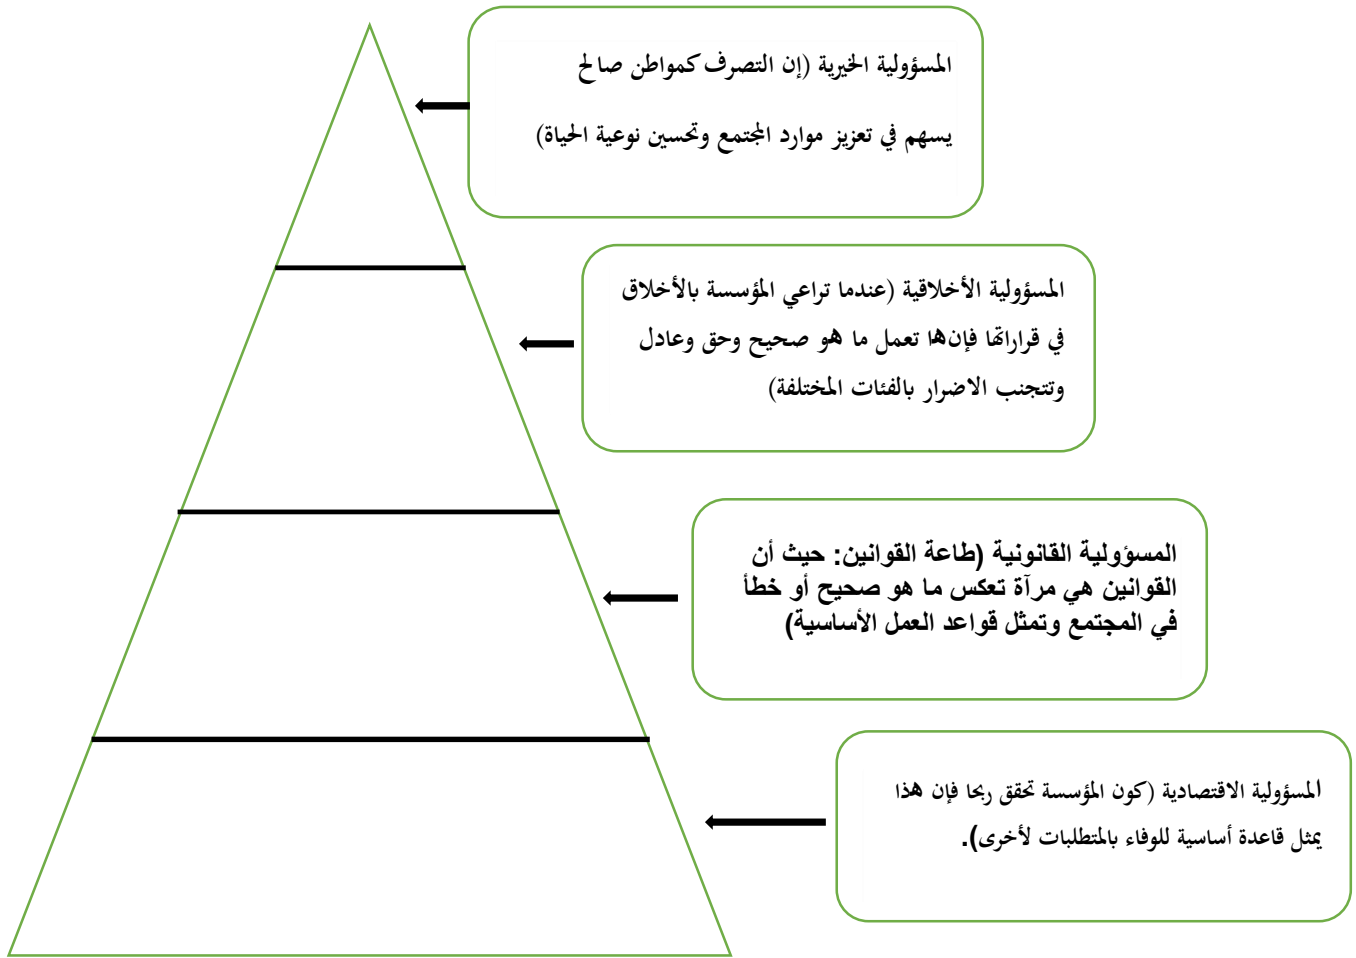 المسؤولية الخيرية (إن التصرف كمواطن صالح
يسهم في تعزيز موارد المجتمع وتحسين نوعية الحياة)
المسؤولية الأخلاقية (عندما تراعي المؤسسة بالأخلاق
في قراراتها فإنها تعمل ما هو صحيح وحق وعادل
وتتجنب الاضرار بالفئات المختلفة)
المسؤولية القانونية (طاعة القوانين: حيث أن
القوانين هي مرآة تعكس ما هو صحيح أو خطأ
في المجتمع وتمثل قواعد العمل الأساسية)
المسؤولية الاقتصادية (كون المؤسسة تحقق ربحا فإن هذا
يمثل قاعدة أساسية للوفاء بالمتطلبات لأخرى).